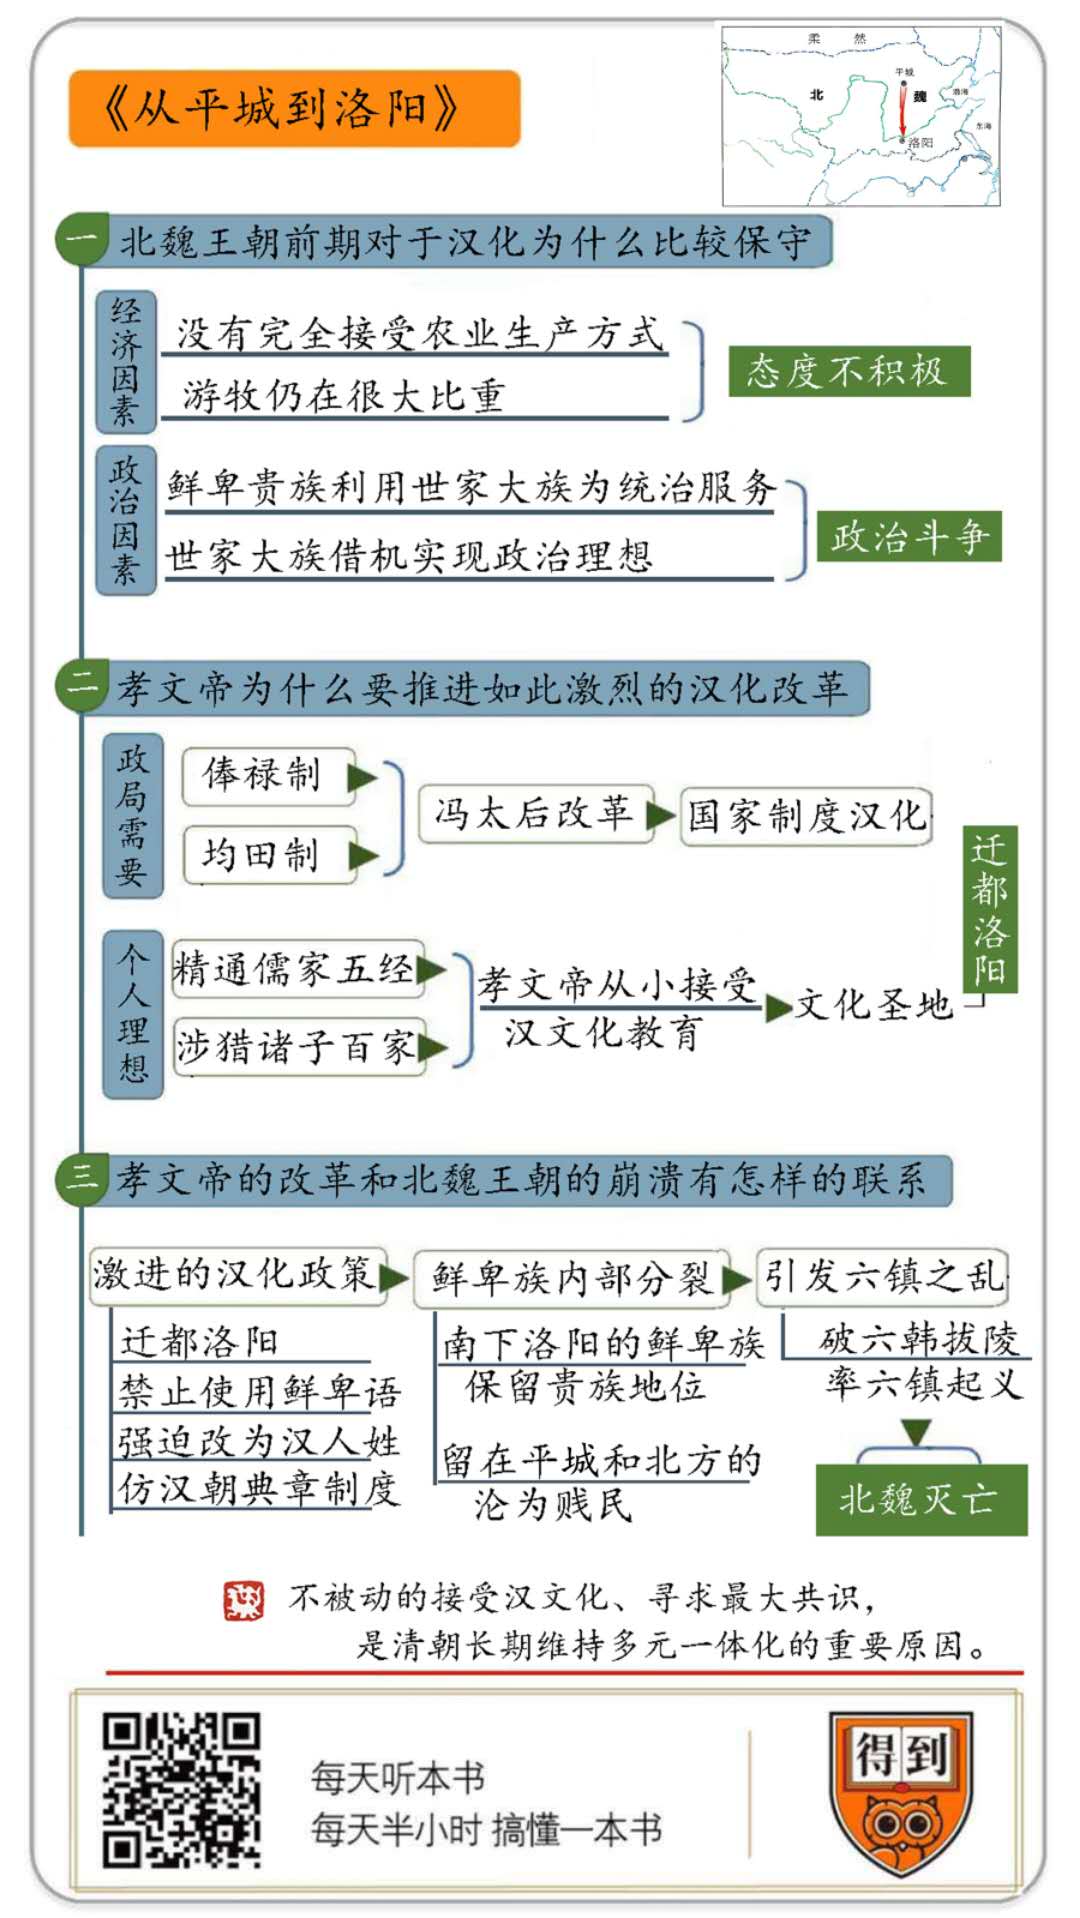 《从平城到洛阳》
柔 然
平城
北 魏
渤海
东海
洛阳
一 北魏王朝前期对于汉化为什么比较保守
经济因素
没有完全接受农业生产方式
游牧仍在很大比重
态度不积极
政治因素
鲜卑贵族利用世家大族为统治服务
世家大族借机实现政治理想
政治斗争
二 孝文帝为什么要推进如此激烈的汉化改革
政局需要
俸禄制
均田制
冯太后改革
国家制度汉化
迁都洛阳
个人理想
精通儒家五经
涉猎诸子百家
孝文帝从小接受
汉文化教育
文化圣地
三 孝文帝的改革和北魏王朝的崩溃有怎样的联系
激进的汉化政策
迁都洛阳
禁止使用鲜卑语
强迫改为汉人姓
仿汉朝典章制度
鲜卑族内部分裂
南下洛阳的鲜卑族
保留贵族地位
留在平城和北方的
沦为贱民
引发六镇之乱
破六韩拔陵
率六镇起义
北魏灭亡
不被动的接受汉文化、寻求最大共识，
是清朝长期维持多元一体化的重要原因。
每天听本书
每天半小时 搞懂一本书
得到